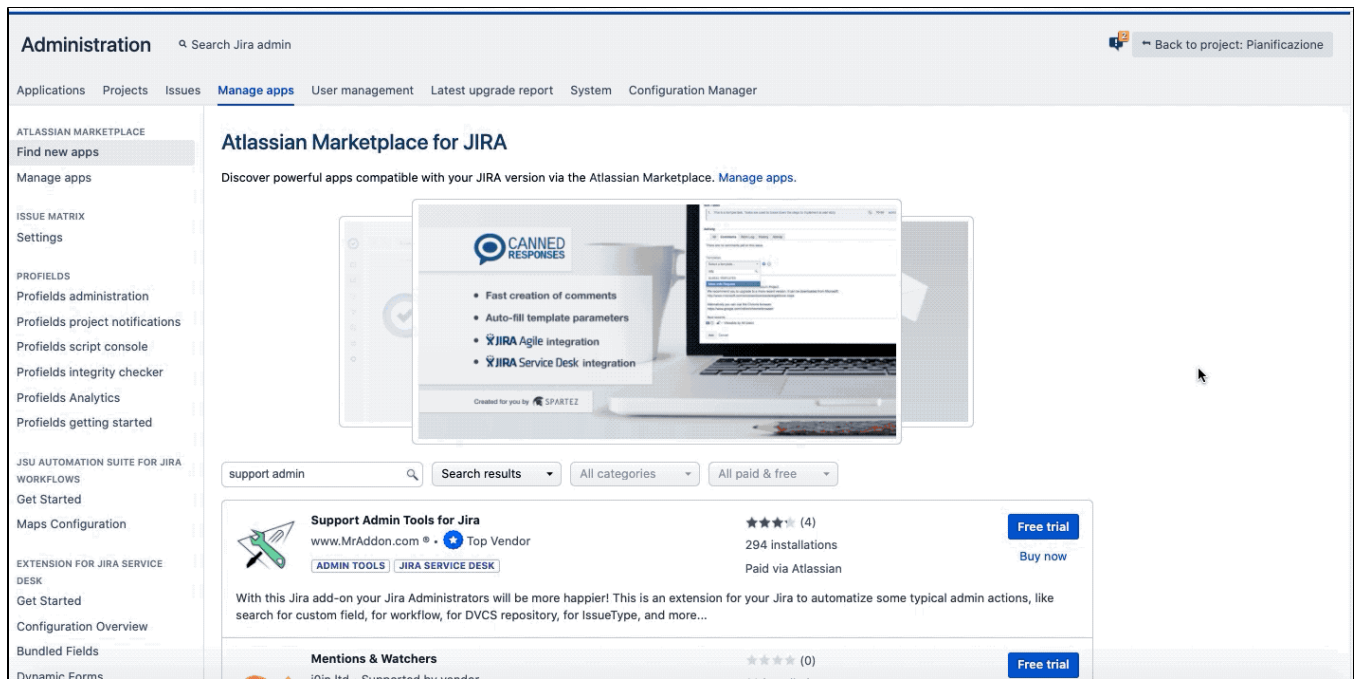 Administration
Search Jira admin
2
Back to project: Pianificazione
Applications Projects Issues Manage apps User management Latest upgrade report System Configuration Manager
ATLASSIAN MARKETPLACE
Find new apps
Manage apps
ISSUE MATRIX
Settings
PROFIELDS
Profields administration
Profields project notifications
Profields script console
Profields integrity checker
Profields Analytics
Profields getting started
JSU AUTOMATION SUITE FOR JIRA
WORKFLOWS
Get Started
Maps Configuration
EXTENSION FOR JIRA SERVICE
DESK
Get Started
Configuration Overview
Bundled Fields
Dynamic Forms
Atlassian Marketplace for JIRA
Discover powerful apps compatible with your JIRA version via the Atlassian Marketplace. Manage apps.
CANNED
RESPONSES
• Fast creation of comments
• Auto-fill template parameters
• JIRA Agile integration
• JIRA Service Desk integration
Created for you by SPARTEZ
support admin Search results All categories All paid & free
Support Admin Tools for Jira
www.MrAddon.com ® • Top Vendor
ADMIN TOOLS JIRA SERVICE DESK
(4)
294 installations
Paid via Atlassian
Free trial
Buy now
With this Jira add-on your Jira Administrators will be more happier! This is an extension for your Jira to automatize some typical admin actions, like
search for custom field, for workflow, for DVCS repository, for IssueType, and more...
Mentions & Watchers
(0)
Free trial